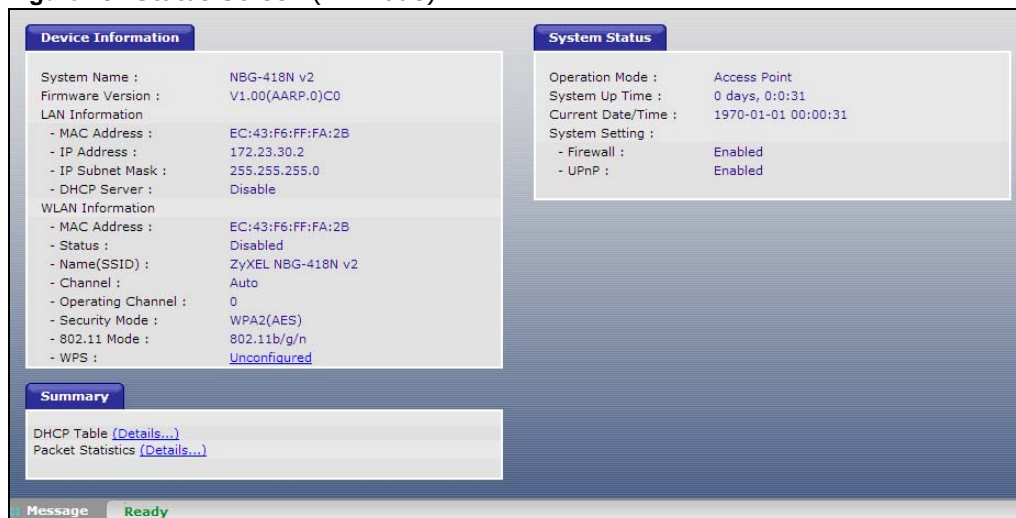 Device Information
System Name : NBG-418N v2
Firmware Version : V1.00(AARP.0)C0
LAN Information
- MAC Address : EC:43:F6:FF:FA:2B
- IP Address : 172.23.30.2
- IP Subnet Mask : 255.255.255.0
- DHCP Server : Disable
WLAN Information
- MAC Address : EC:43:F6:FF:FA:2B
- Status : Disabled
- Name(SSID) : ZyXEL NBG-418N v2
- Channel : Auto
- Operating Channel : 0
- Security Mode : WPA2(AES)
- 802.11 Mode : 802.11b/g/n
- WPS : Unconfigured
Summary
DHCP Table (Details...)
Packet Statistics (Details...)
System Status
Operation Mode : Access Point
System Up Time : 0 days, 0:0:31
Current Date/Time : 1970-01-01 00:00:31
System Setting :
- Firewall : Enabled
- UPnP : Enabled
Message Ready